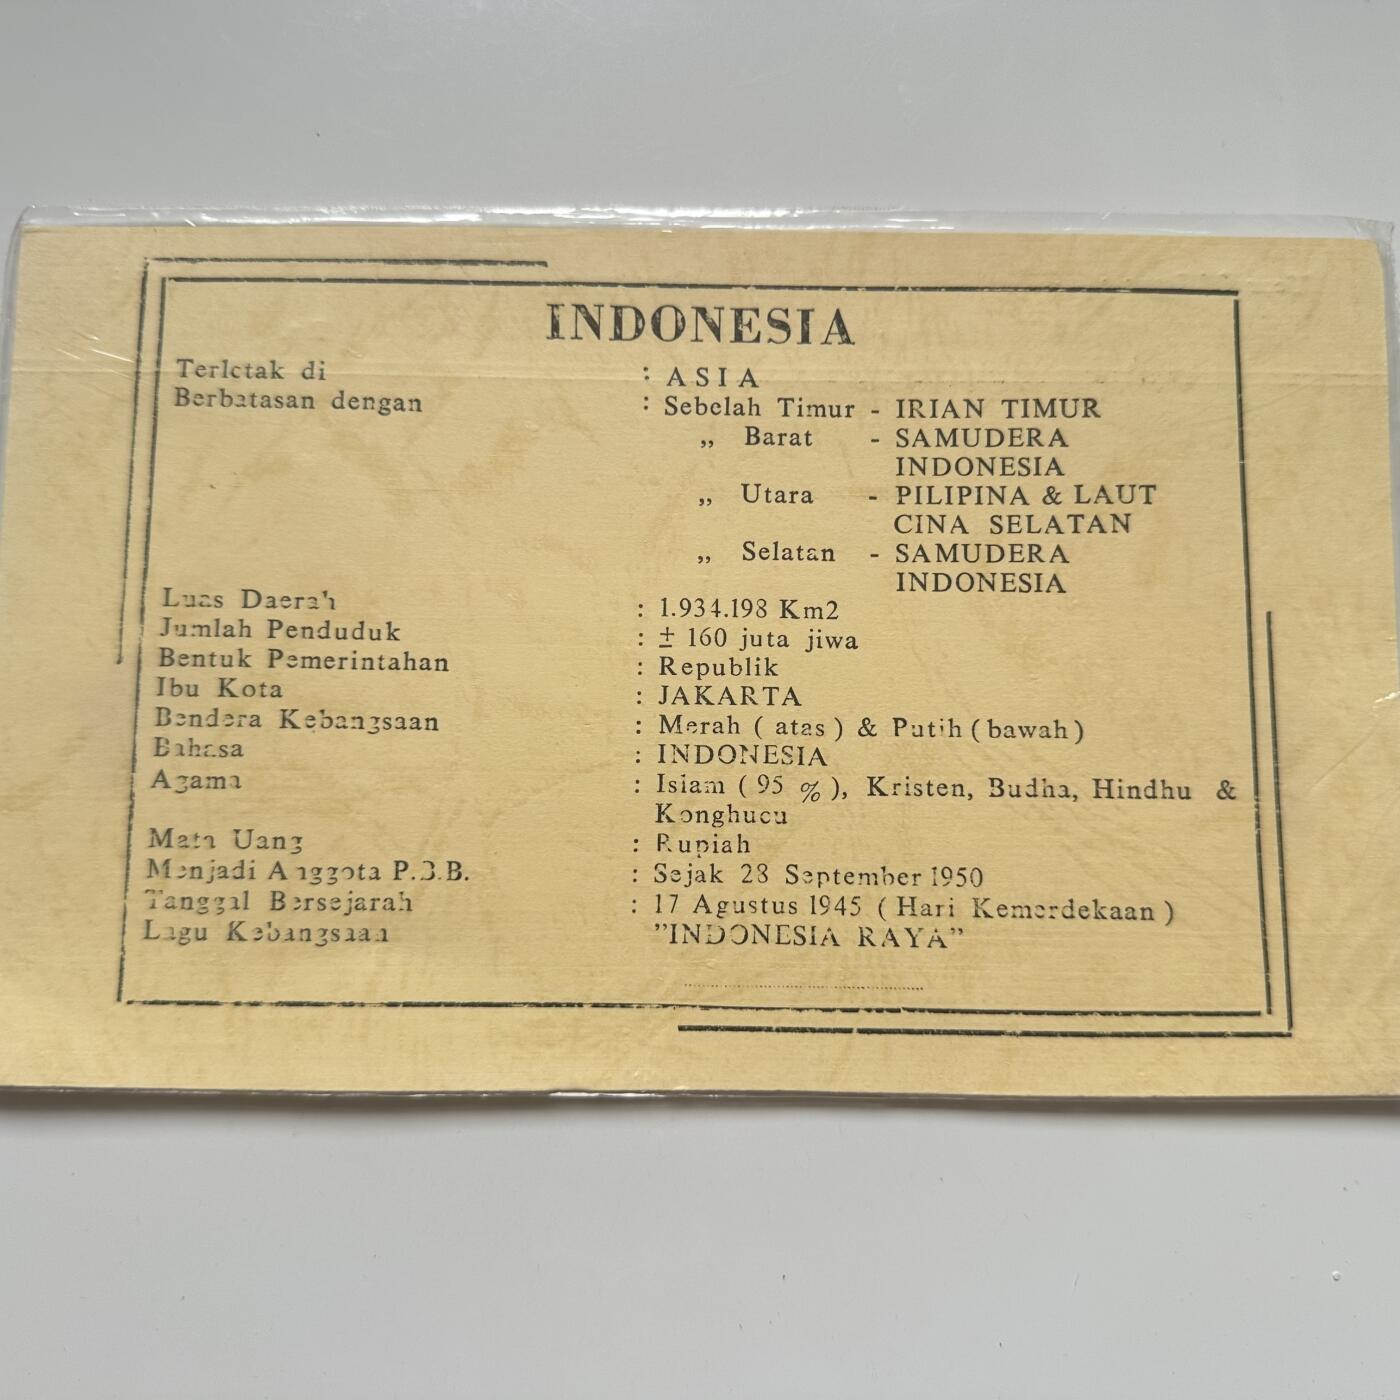 INDONESIA
Terletak di : ASIA
Berbatasan dengan : Sebelah Timur - IRIAN TIMUR
„ Barat - SAMUDERA
INDONESIA
„ Utara - PILIPINA & LAUT
CINA SELATAN
„ Selatan - SAMUDERA
INDONESIA
Luas Daerah : 1.934.198 Km2
Jumlah Penduduk : ± 160 juta jiwa
Bentuk Pemerintahan : Republik
Ibu Kota : JAKARTA
Bendera Kebangsaan : Merah ( atas ) & Putih ( bawah )
Bahasa : INDONESIA
Agama : Islam ( 95 % ), Kristen, Budha, Hindhu &
Konghucu
Mata Uang : Rupiah
Menjadi Anggota P.B.B. : Sejak 28 September 1950
Tanggal Bersejarah : 17 Agustus 1945 ( Hari Kemerdekaan )
Lagu Kebangsaan "INDONESIA RAYA"